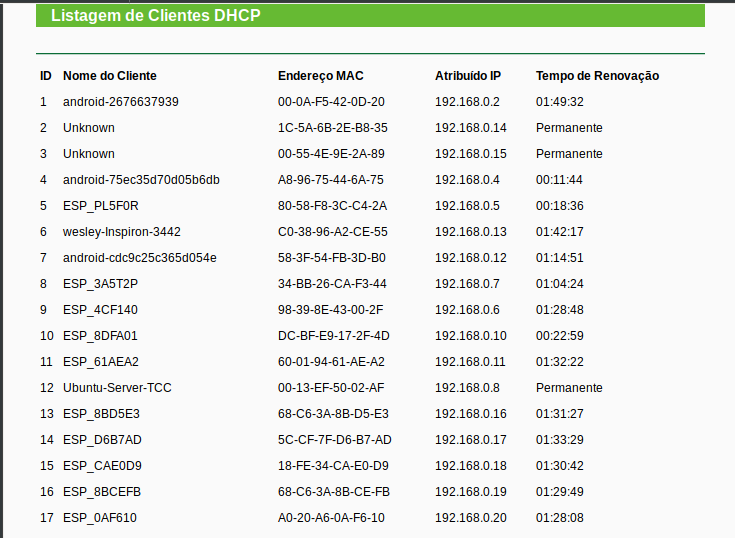 Listagem de Clientes DHCP
ID Nome do Cliente Endereço MAC Atribuído IP Tempo de Renovação
1 android-2676637939 00-0A-F5-42-0D-20 192.168.0.2 01:49:32
2 Unknown 1C-5A-6B-2E-B8-35 192.168.0.14 Permanente
3 Unknown 00-55-4E-9E-2A-89 192.168.0.15 Permanente
4 android-75ec35d70d05b6db A8-96-75-44-6A-75 192.168.0.4 00:11:44
5 ESP_PL5F0R 80-58-F8-3C-C4-2A 192.168.0.5 00:18:36
6 wesley-Inspiron-3442 C0-38-96-A2-CE-55 192.168.0.13 01:42:17
7 android-cdc9c25c365d054e 58-3F-54-FB-3D-B0 192.168.0.12 01:14:51
8 ESP_3A5T2P 34-BB-26-CA-F3-44 192.168.0.7 01:04:24
9 ESP_4CF140 98-39-8E-43-00-2F 192.168.0.6 01:28:48
10 ESP_8DFA01 DC-BF-E9-17-2F-4D 192.168.0.10 00:22:59
11 ESP_61AEA2 60-01-94-61-AE-A2 192.168.0.11 01:32:22
12 Ubuntu-Server-TCC 00-13-EF-50-02-AF 192.168.0.8 Permanente
13 ESP_8BD5E3 68-C6-3A-8B-D5-E3 192.168.0.16 01:31:27
14 ESP_D6B7AD 5C-CF-7F-D6-B7-AD 192.168.0.17 01:33:29
15 ESP_CAE0D9 18-FE-34-CA-E0-D9 192.168.0.18 01:30:42
16 ESP_8BCEFB 68-C6-3A-8B-CE-FB 192.168.0.19 01:29:49
17 ESP_0AF610 A0-20-A6-0A-F6-10 192.168.0.20 01:28:08